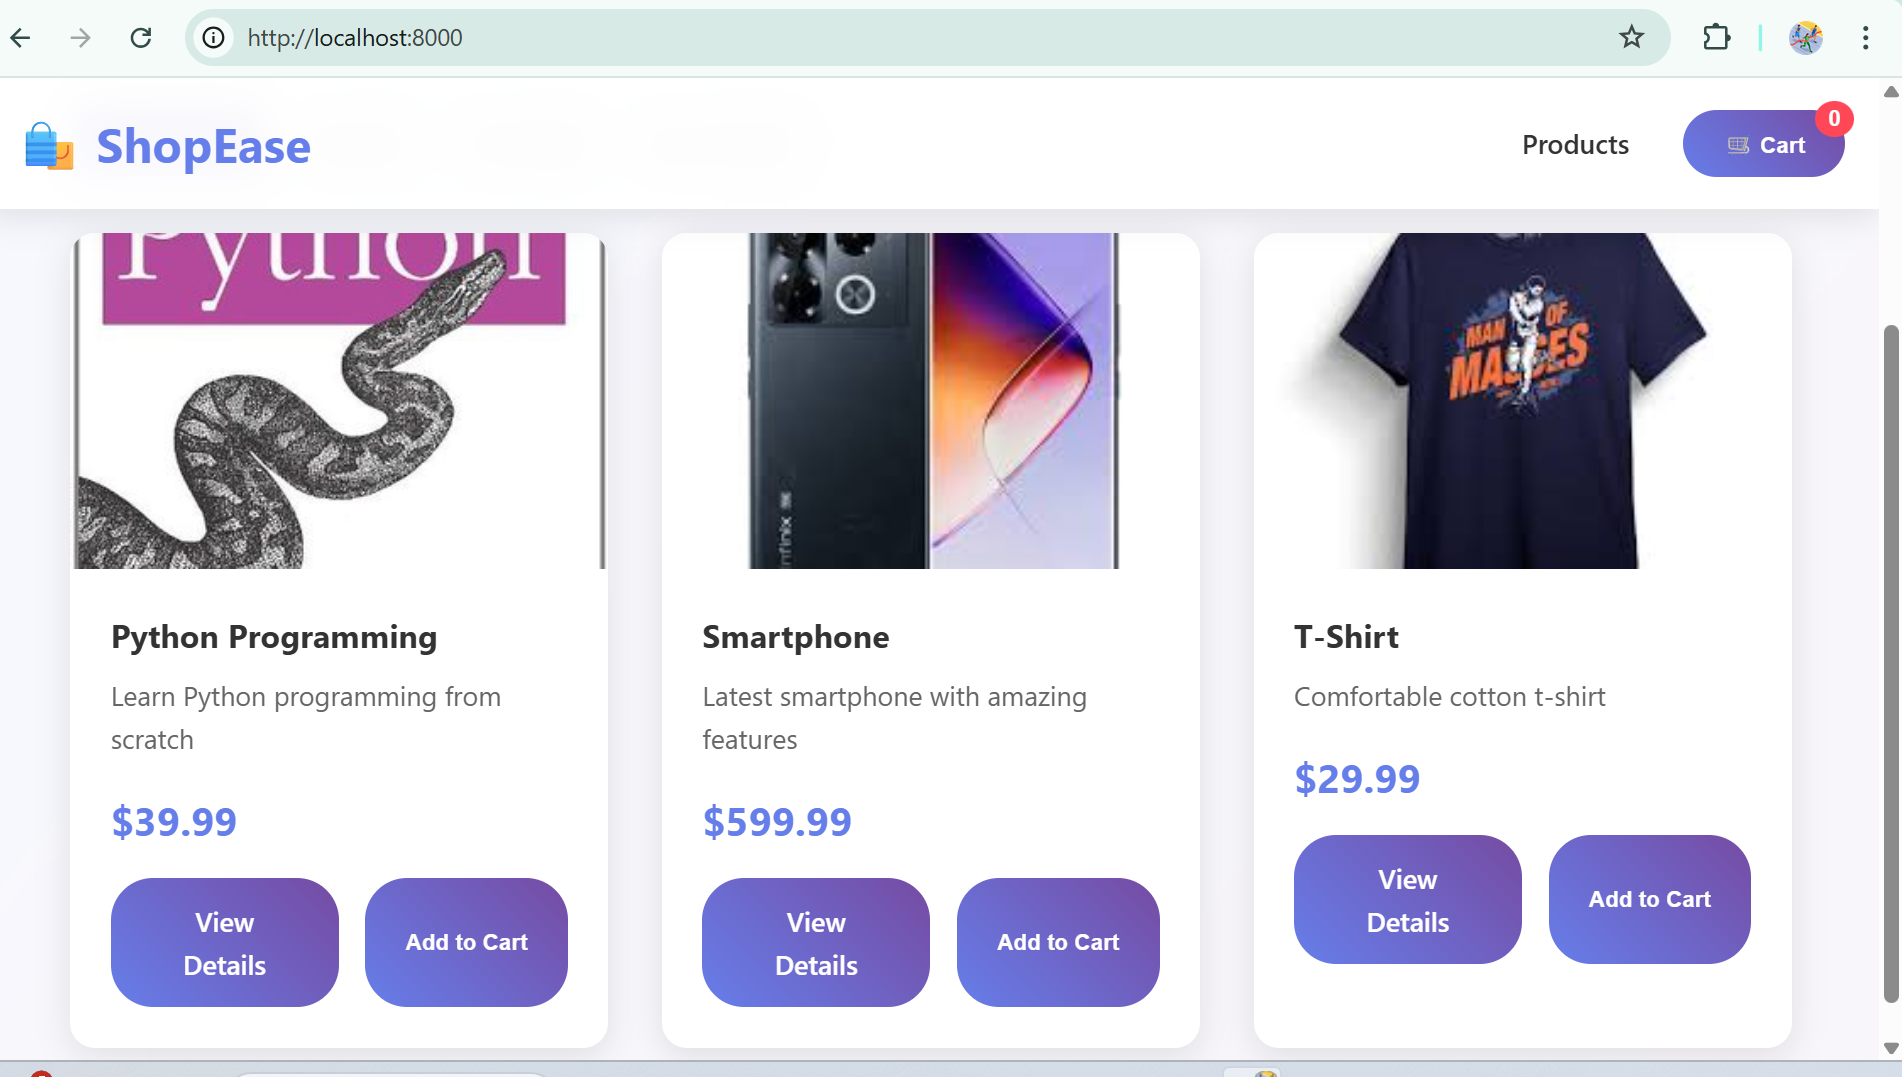 http://localhost:8000
ShopEase
Products
Cart
0
Python
Infinix
MAN OF
MASSES
Python Programming
Learn Python programming from
scratch
$39.99
View
Details
Add to Cart
Smartphone
Latest smartphone with amazing
features
$599.99
View
Details
Add to Cart
T-Shirt
Comfortable cotton t-shirt
$29.99
View
Details
Add to Cart